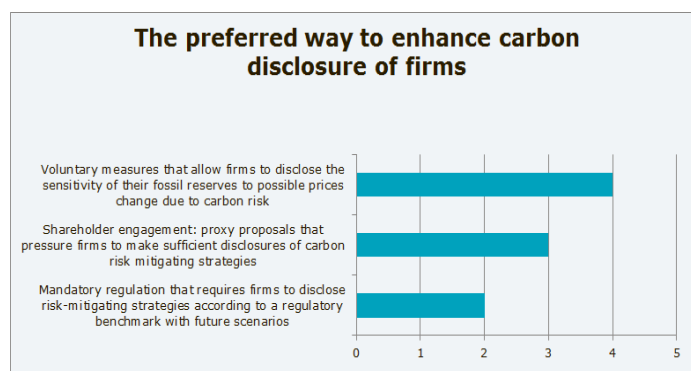 The preferred way to enhance carbon
disclosure of firms
Voluntary measures that allow firms to disclose the
sensitivity of their fossil reserves to possible prices
change due to carbon risk
Shareholder engagement: proxy proposals that
pressure firms to make sufficient disclosures of carbon
risk mitigating strategies
Mandatory regulation that requires firms to disclose
risk-mitigating strategies according to a regulatory
benchmark with future scenarios
0 1 2 3 4 5